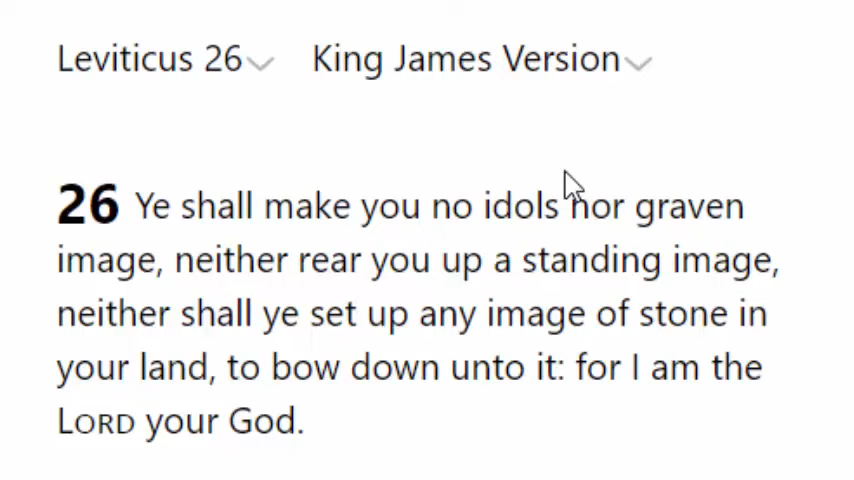 Leviticus 26 King James Version
26 Ye shall make you no idols nor graven
image, neither rear you up a standing image,
neither shall ye set up any image of stone in
your land, to bow down unto it: for I am the
LORD your God.